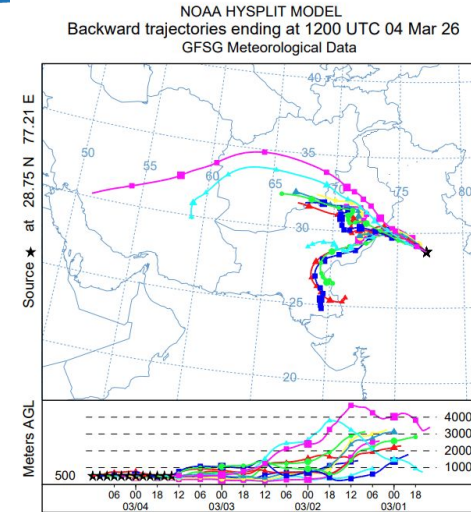 NOAA HYSPLIT MODEL
Backward trajectories ending at 1200 UTC 04 Mar 26
GFSG Meteorological Data
Source ★ at 28.75 N 77.21 E
40
50
55
60
65
35
75
80
30
25
20
Meters AGL
500
4000
3000
2000
1000
06 00 18 12 06 00 18 12 06 00 18 12 06 00 18
03/04 03/03 03/02 03/01